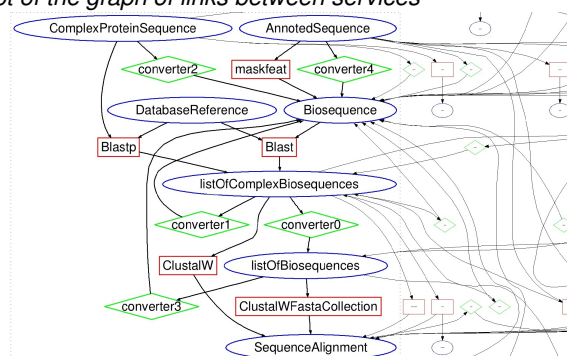 ot of the graph of links between services
ComplexProteinSequence
AnnotedSequence
converter2
maskfeat
converter4
DatabaseReference
Biosequence
Blastp
Blast
listOfComplexBiosequences
converter1
converter0
ClustalW
listOfBiosequences
converter3
ClustalWFastaCollection
SequenceAlignment